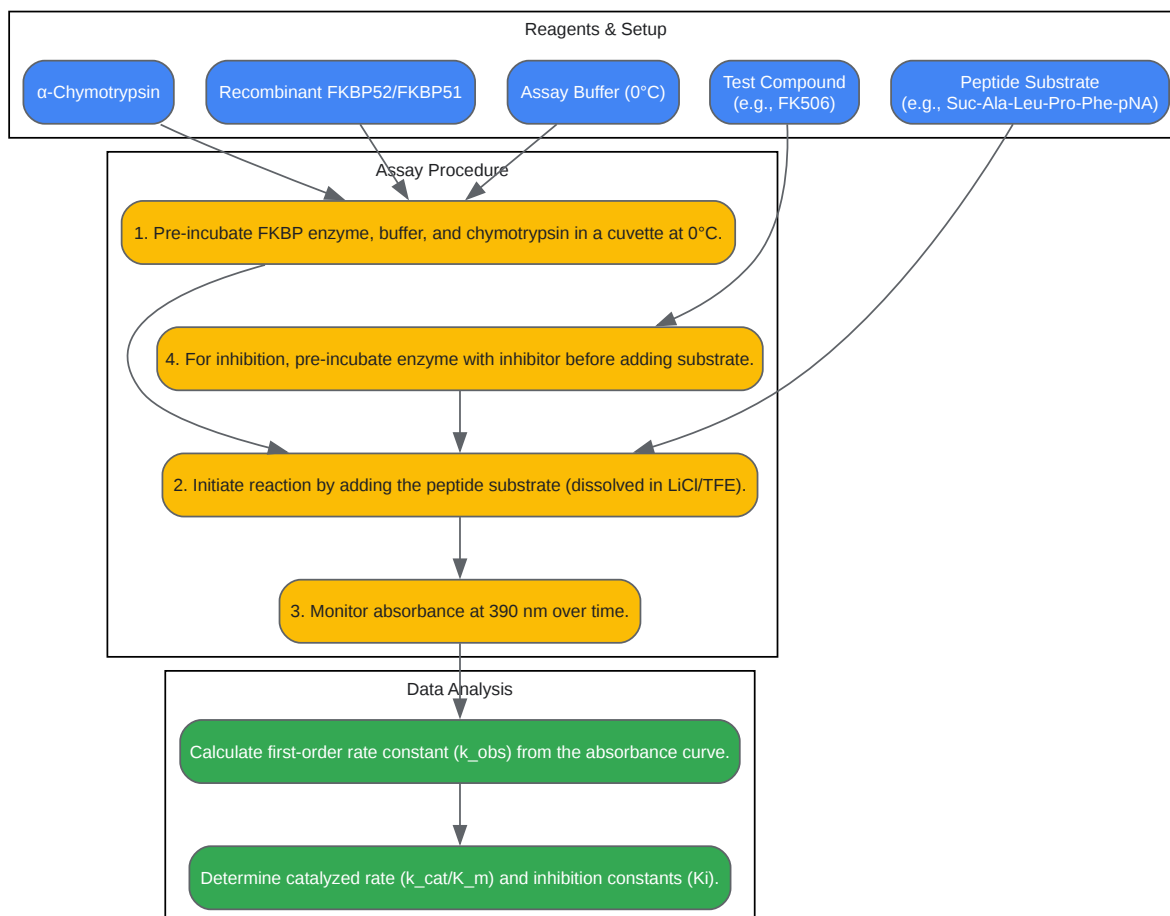 Reagents & Setup
α-Chymotrypsin
Recombinant FKBP52/FKBP51
Assay Buffer (0°C)
Test Compound
(e.g., FK506)
Peptide Substrate
(e.g., Suc-Ala-Leu-Pro-Phe-pNA)
Assay Procedure
1. Pre-incubate FKBP enzyme, buffer, and chymotrypsin in a cuvette at 0°C.
4. For inhibition, pre-incubate enzyme with inhibitor before adding substrate.
2. Initiate reaction by adding the peptide substrate (dissolved in LiCl/TFE).
3. Monitor absorbance at 390 nm over time.
Data Analysis
Calculate first-order rate constant (k_obs) from the absorbance curve.
Determine catalyzed rate (k_cat/K_m) and inhibition constants (Ki).